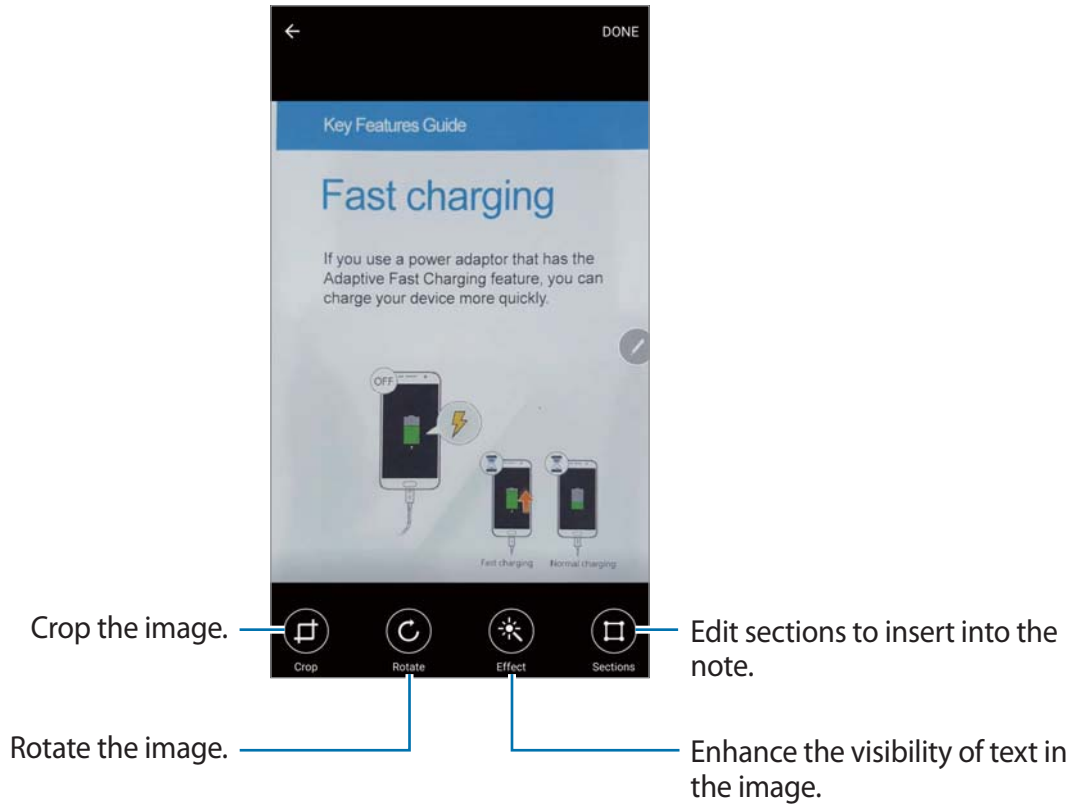 DONE
Key Features Guide
Fast charging
If you use a power adaptor that has the
Adaptive Fast Charging feature, you can
charge your device more quickly.
OFF
Fast charging
Normal charging
Crop
Rotate
Effect
Sections
Crop the image.
Rotate the image.
Edit sections to insert into the
note.
Enhance the visibility of text in
the image.